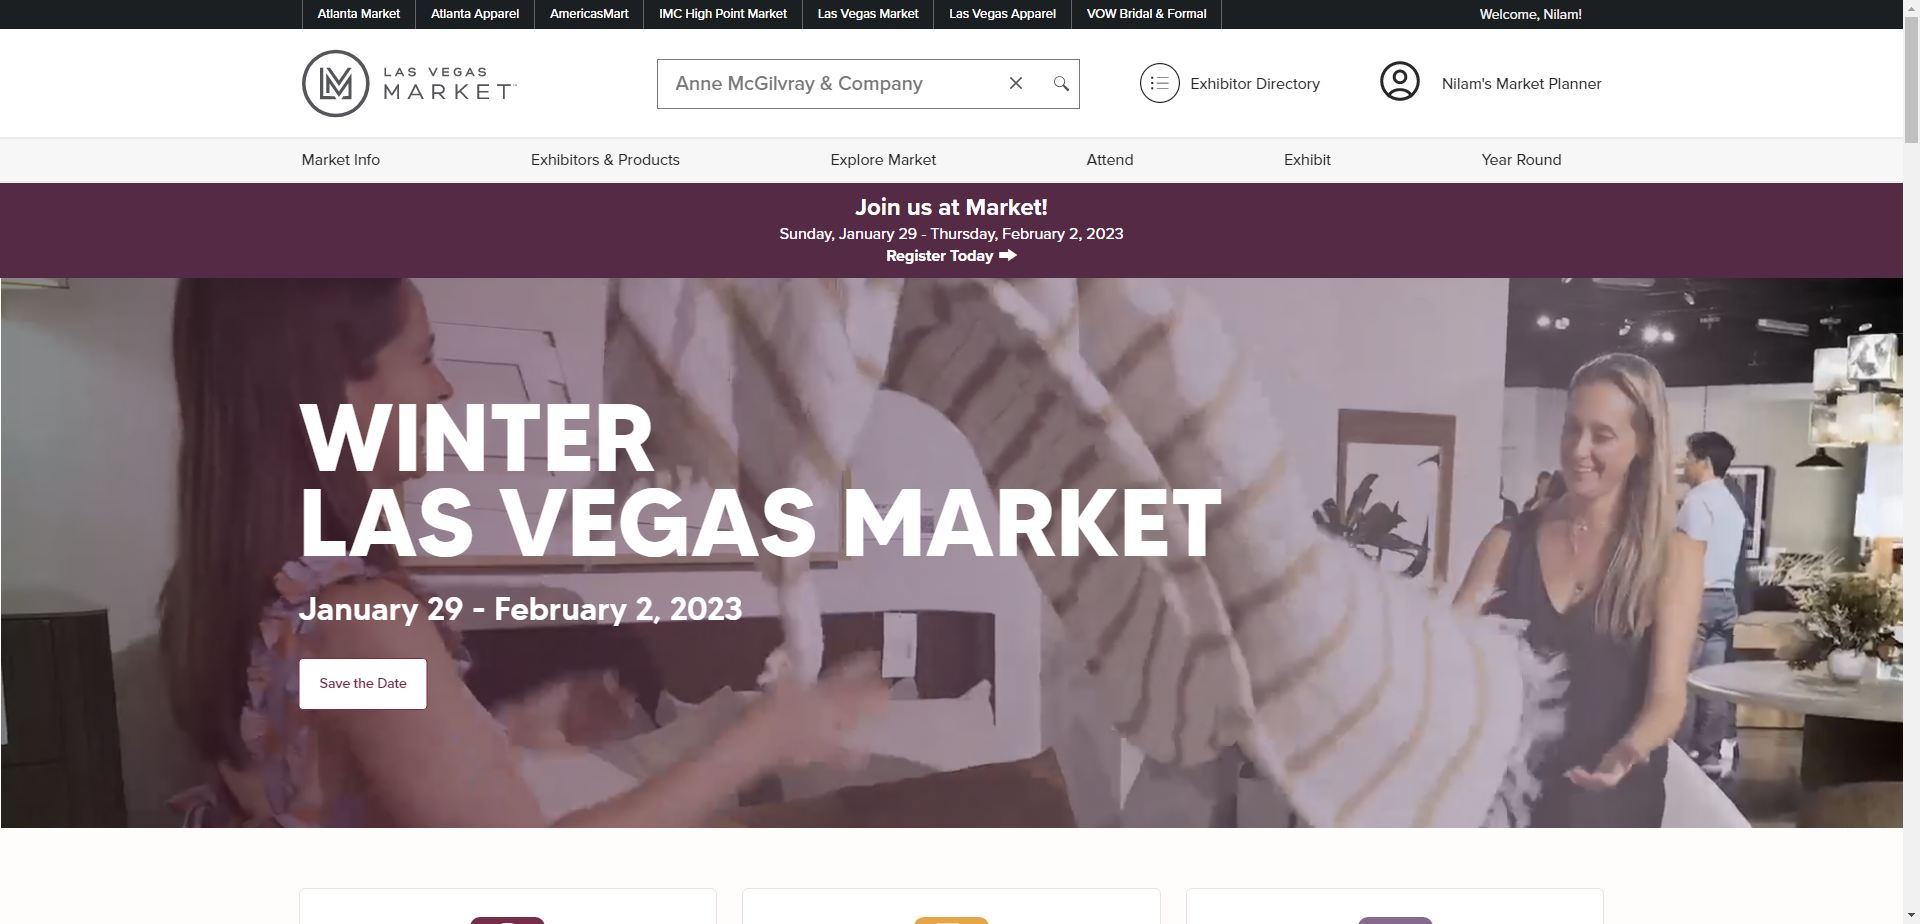 Atlanta Market
Atlanta Apparel
AmericasMart
IMC High Point Market
Las Vegas Market
Las Vegas Apparel
VOW Bridal & Formal
Welcome, Nilam!
LAS VEGAS
MARKET
Anne McGilvray & Company
Exhibitor Directory
Nilam's Market Planner
Market Info
Exhibitors & Products
Explore Market
Attend
Exhibit
Year Round
Join us at Market!
Sunday, January 29 - Thursday, February 2, 2023
Register Today
WINTER
LAS VEGAS MARKET
January 29 - February 2, 2023
Save the Date